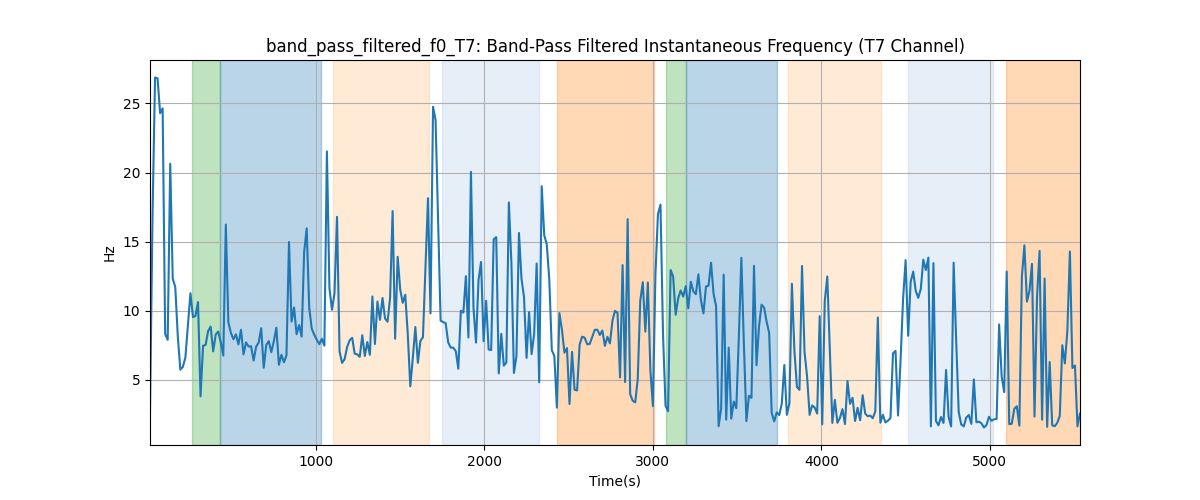 band_pass_filtered_f0_T7: Band-Pass Filtered Instantaneous Frequency (T7 Channel)
Hz
25
20
15
10
5
1000 2000 3000 4000 5000
Time(s)